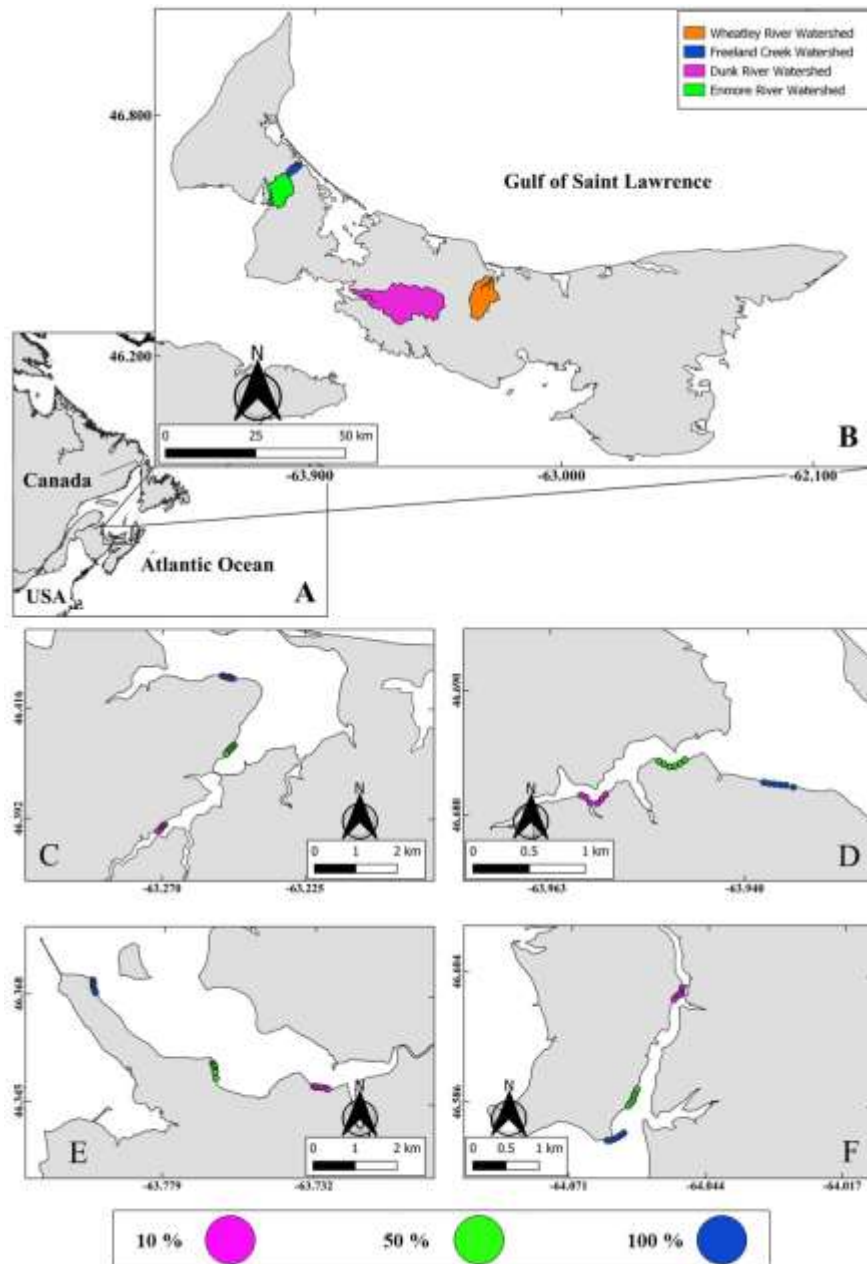 Wheatley River Watershed
Freeland Creek Watershed
Dunk River Watershed
Enmore River Watershed
46.800
Gulf of Saint Lawrence
46.200
N
0 25 50 km
B
-63.900 -63.000 -62.100
Canada
Atlantic Ocean
USA
A
46.416
46.392
N
0 1 2 km
C
-63.270 -63.225
46.690
46.680
N
0 0.5 1 km
D
-63.963 -63.940
46.368
46.345
N
0 1 2 km
E
-63.779 -63.732
46.604
46.586
N
0 0.5 1 km
F
-64.071 -64.044 -64.017
10 % 50 % 100 %